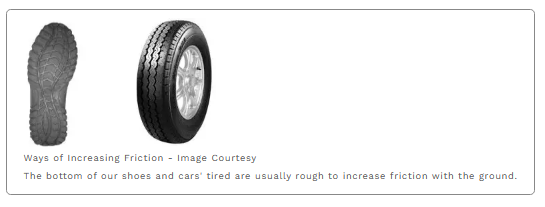 Ways of Increasing Friction - Image Courtesy
The bottom of our shoes and cars' tired are usually rough to increase friction with the ground.